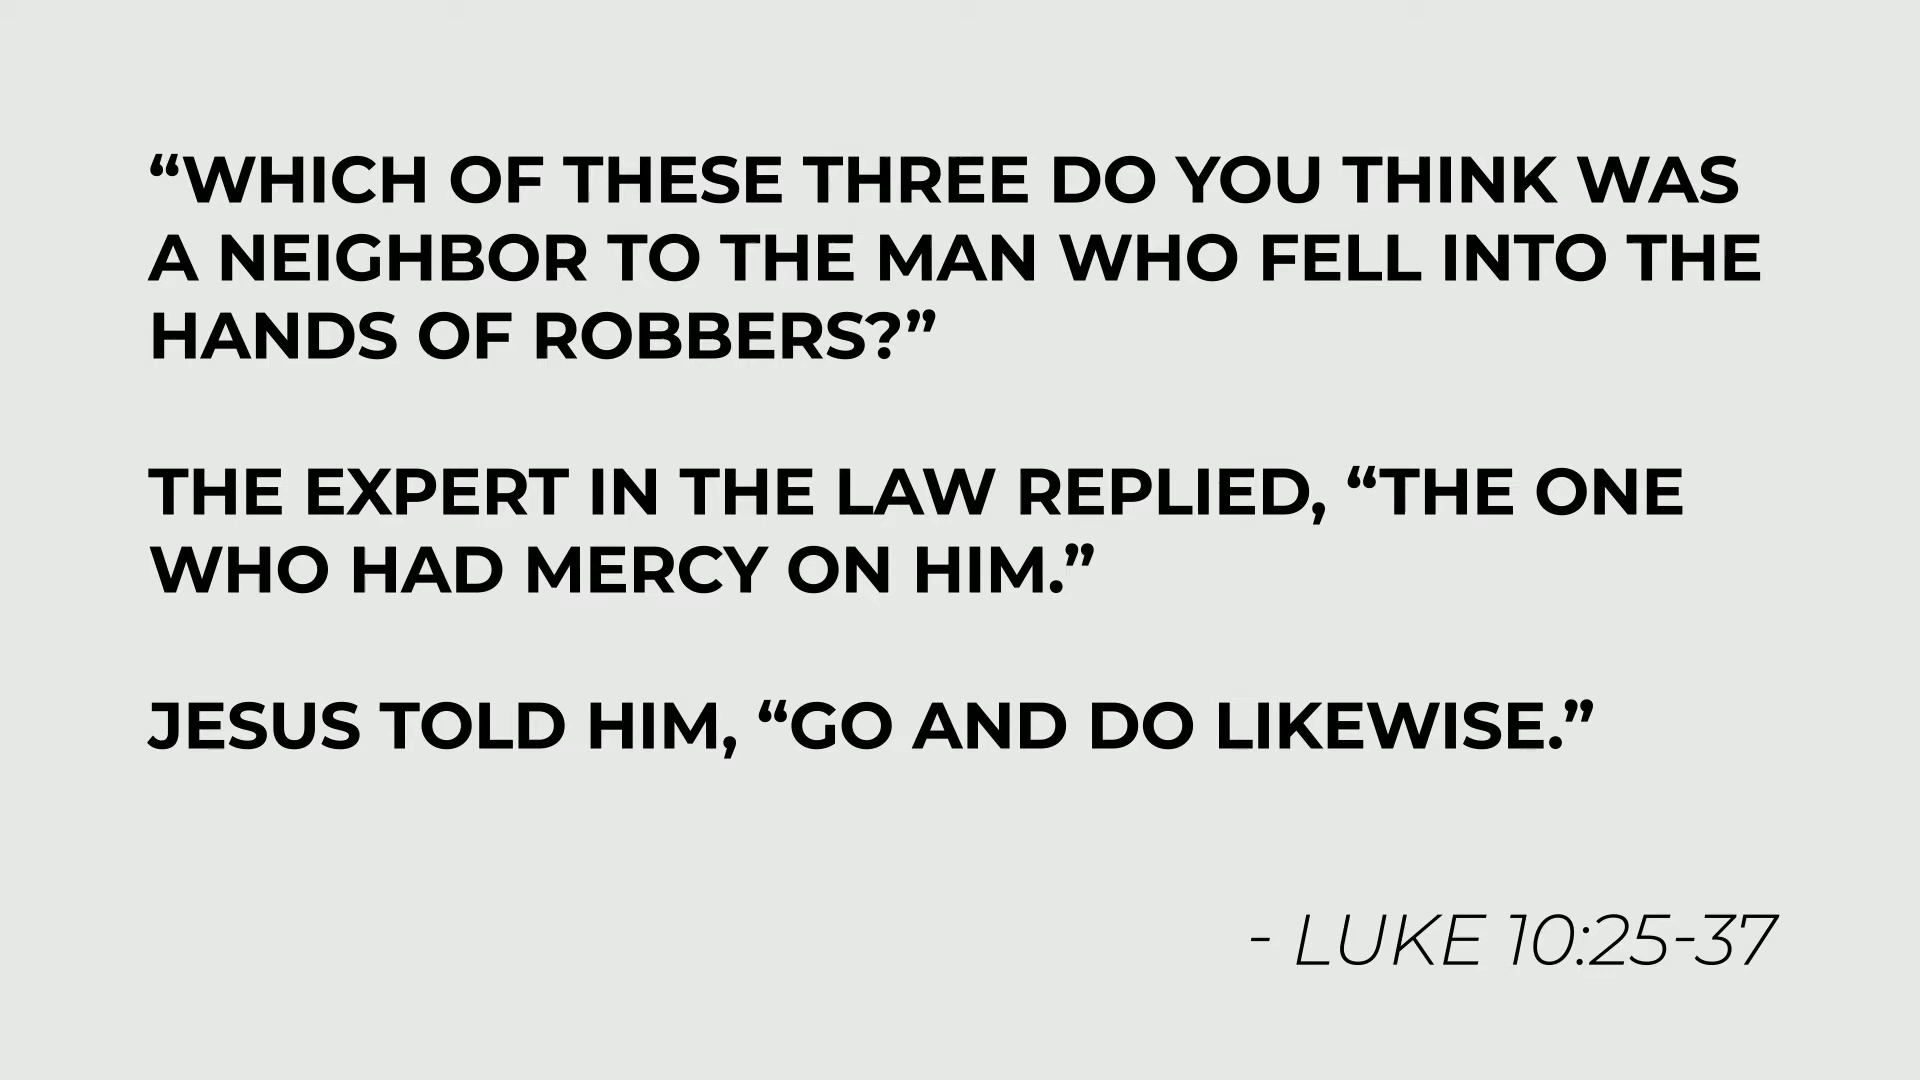 “WHICH OF THESE THREE DO YOU THINK WAS
A NEIGHBOR TO THE MAN WHO FELL INTO THE
HANDS OF ROBBERS?”
THE EXPERT IN THE LAW REPLIED, “THE ONE
WHO HAD MERCY ON HIM.”
JESUS TOLD HIM, “GO AND DO LIKEWISE.”
- LUKE 10:25-37